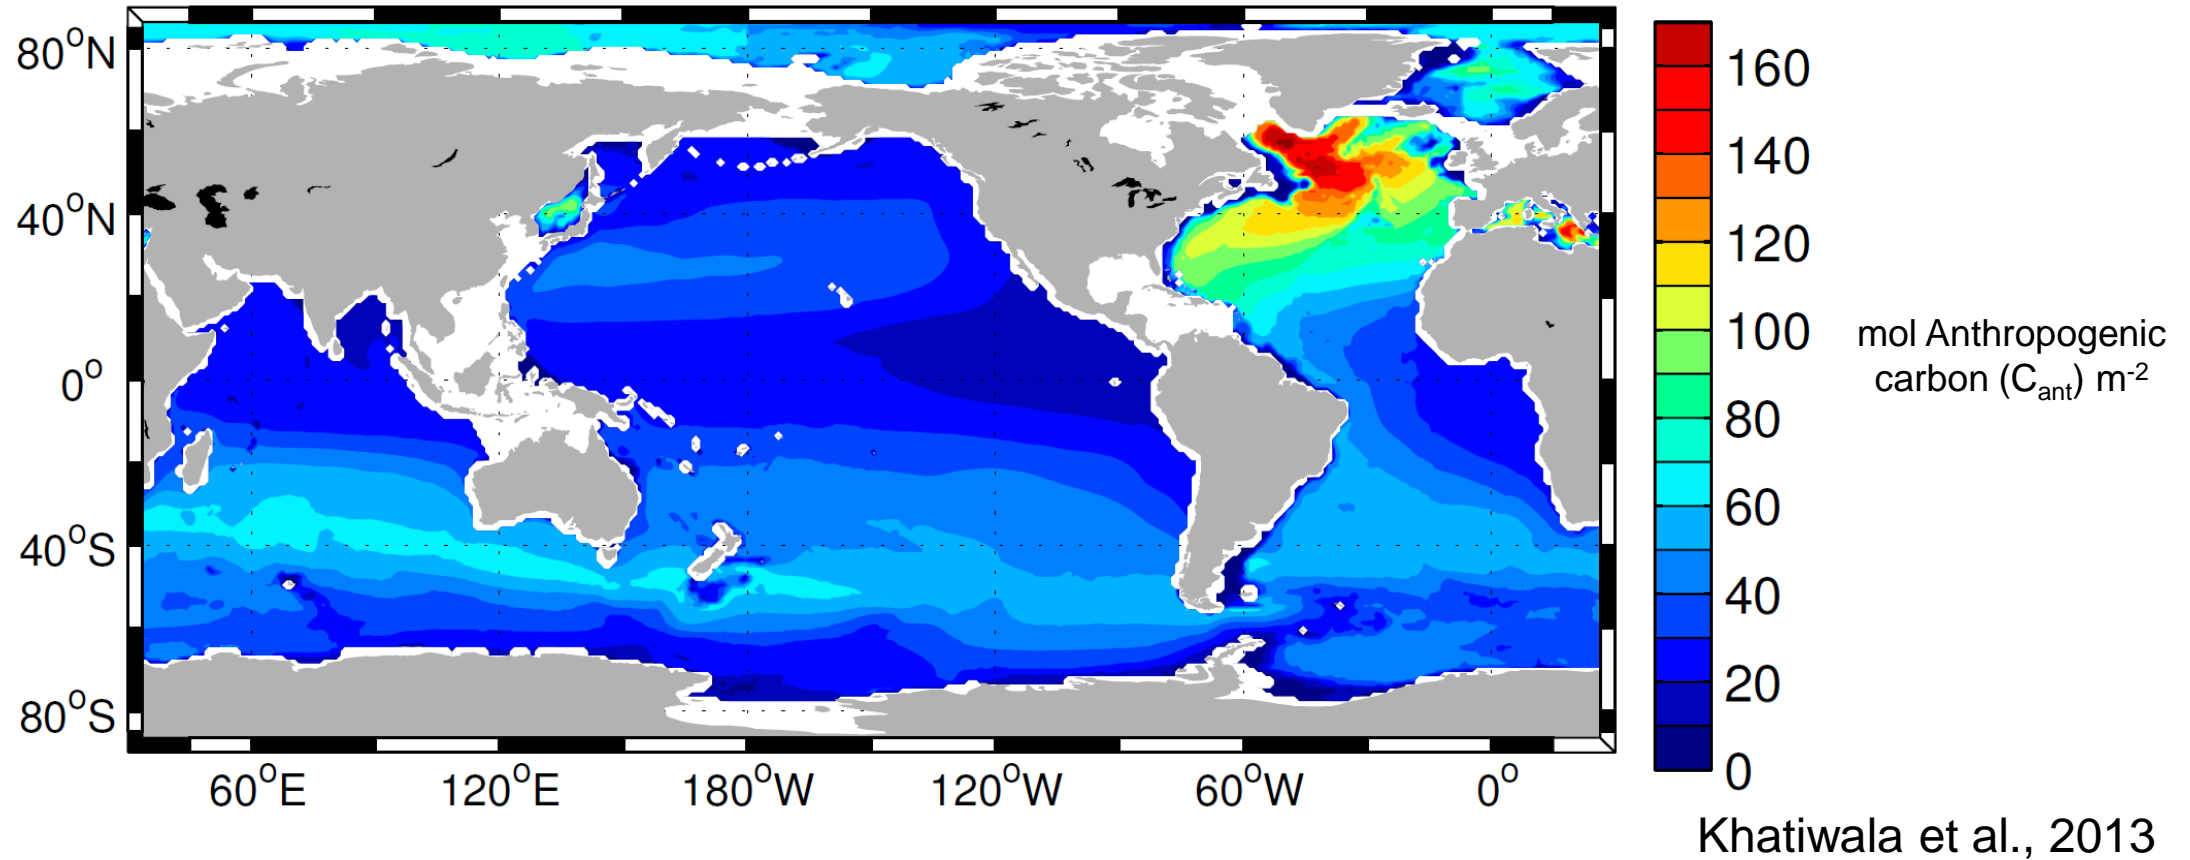 80°N
40°N
0°
40°S
80°S
60°E 120°E 180°W 120°W 60°W 0°
160
140
120
100
80
60
40
20
0
mol Anthropogenic
carbon (Cant) m-2
Khatiwala et al., 2013